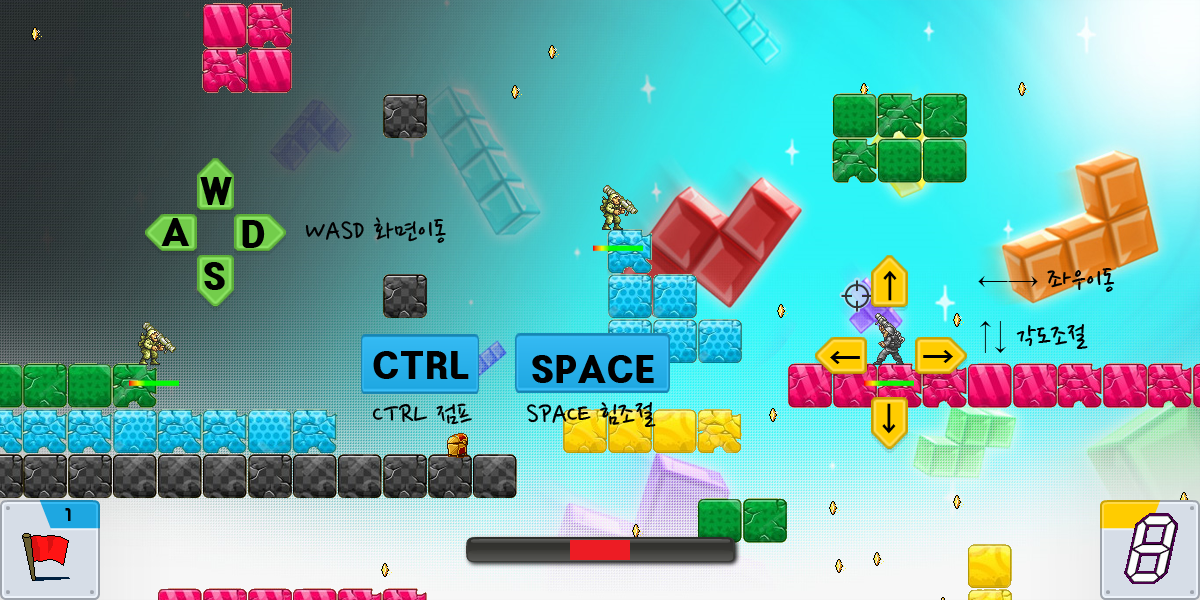 W
A D
S
WASD 화면이동
CTRL
SPACE
CTRL 점프
SPACE 힘조절
↑
← →
↓
←→ 좌우이동
↑↓ 각도조절
1
8